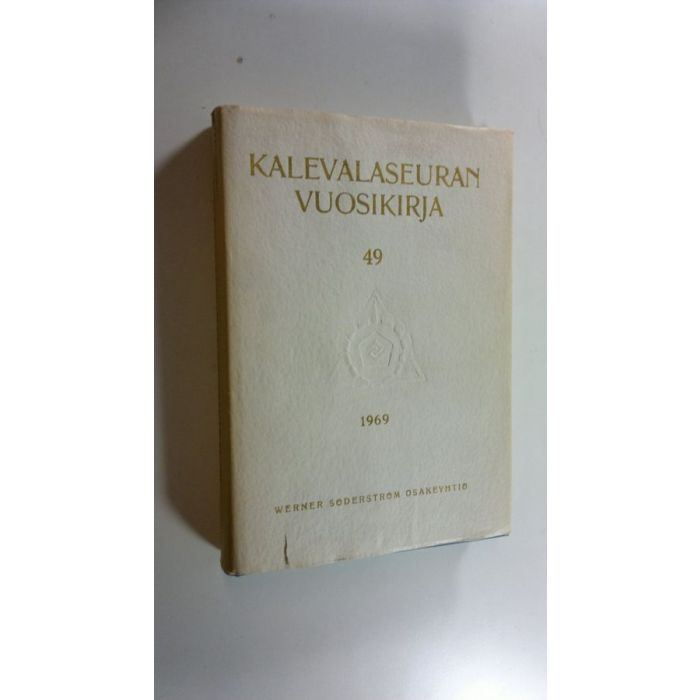 KALEVALASEURAN
VUOSIKIRJA
49
1969
WERNER SÖDERSTRÖM OSAKEYHTIÖ